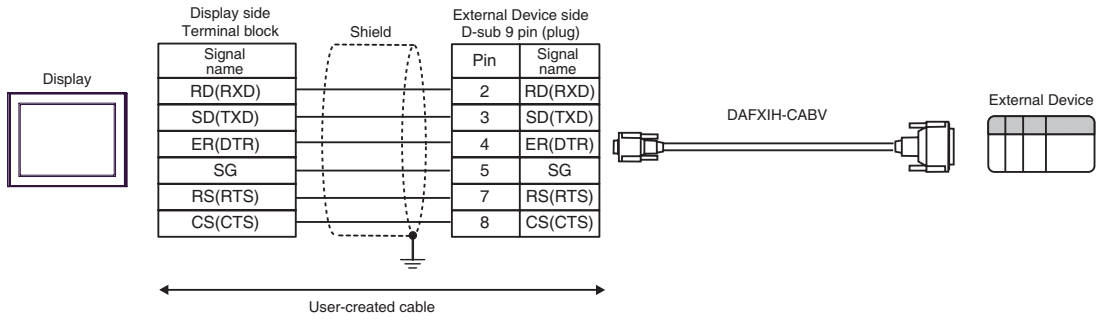 Display side
Terminal block
Shield
External Device side
D-sub 9 pin (plug)
Signal
name
Pin
Signal
name
Display
RD(RXD)
2
RD(RXD)
SD(TXD)
3
SD(TXD)
ER(DTR)
4
ER(DTR)
SG
5
SG
RS(RTS)
7
RS(RTS)
CS(CTS)
8
CS(CTS)
DAFXIH-CABV
External Device
User-created cable